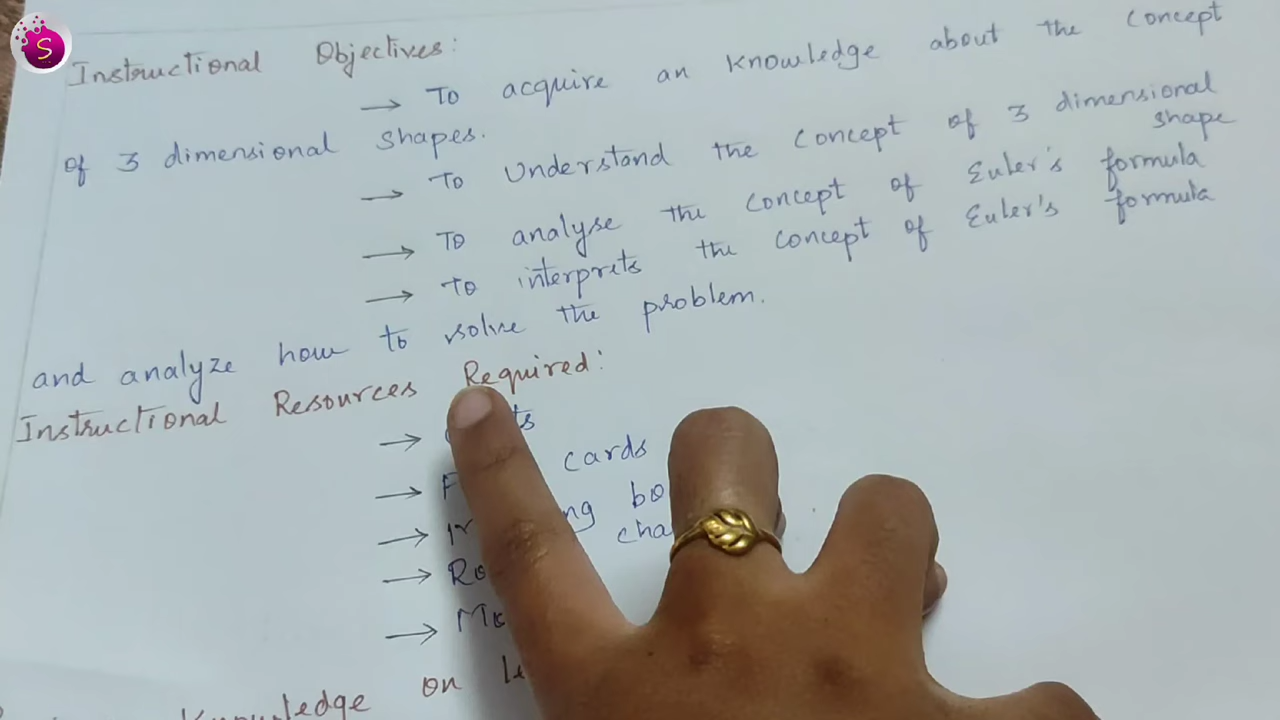 S
Instructional Objectives:
→ To acquire an knowledge about the concept
of 3 dimensional shapes.
→ To Understand the concept of 3 dimensional
shape
→ To analyse the concept of Euler's formula
→ To interprets the concept of Euler's formula
and analyze how to solve the problem.
Instructional Resources Required:
→
→ cards
→
→
→
Knowledge on